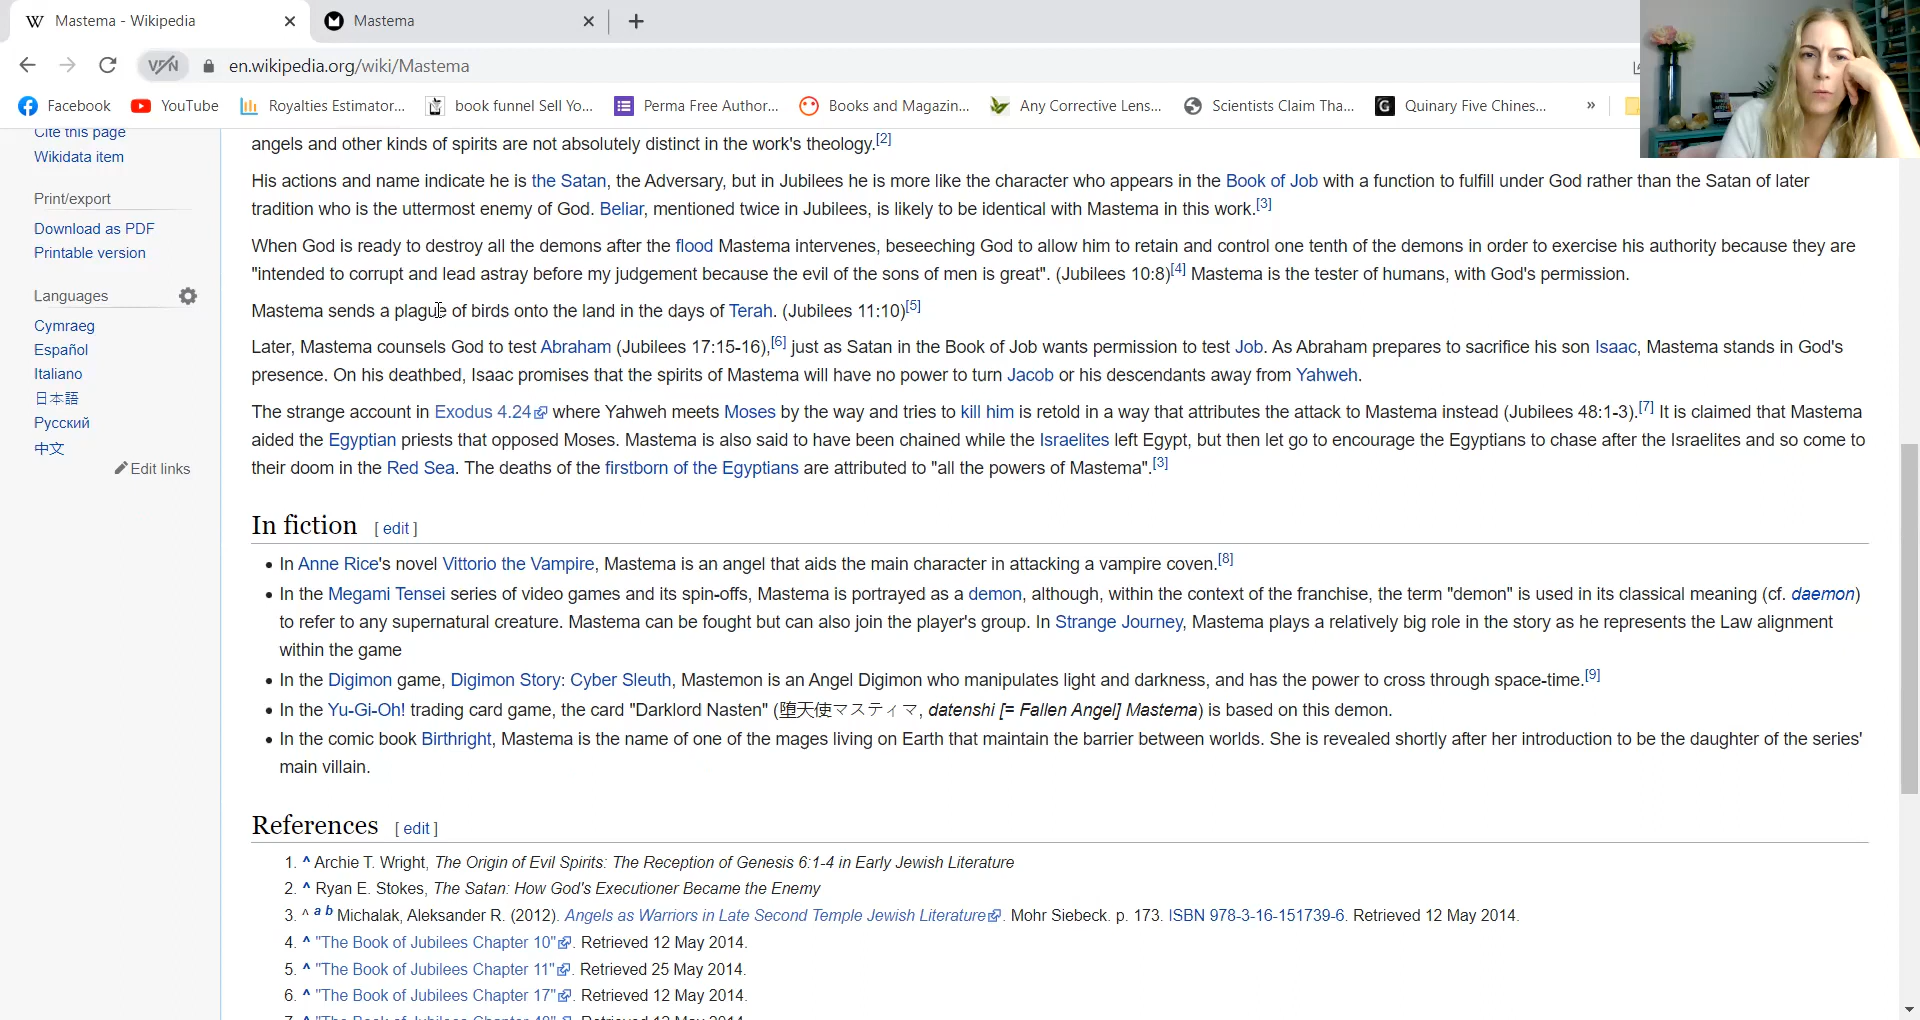 Mastema - Wikipedia
Mastema
VPN
en.wikipedia.org/wiki/Mastema
Facebook YouTube Royalties Estimator... book funnel Sell Yo... Perma Free Author... Books and Magazin... Any Corrective Lens... Scientists Claim Tha... Quinary Five Chines... »
Cite this page
Wikidata item
Print/export
Download as PDF
Printable version
Languages
Cymraeg
Español
Italiano
日本語
Русский
中文
Edit links
angels and other kinds of spirits are not absolutely distinct in the work's theology.[2]
His actions and name indicate he is the Satan, the Adversary, but in Jubilees he is more like the character who appears in the Book of Job with a function to fulfill under God rather than the Satan of later
tradition who is the uttermost enemy of God. Beliar, mentioned twice in Jubilees, is likely to be identical with Mastema in this work.[3]
When God is ready to destroy all the demons after the flood Mastema intervenes, beseeching God to allow him to retain and control one tenth of the demons in order to exercise his authority because they are
"intended to corrupt and lead astray before my judgement because the evil of the sons of men is great". (Jubilees 10:8)[4] Mastema is the tester of humans, with God's permission.
Mastema sends a plague of birds onto the land in the days of Terah. (Jubilees 11:10)[5]
Later, Mastema counsels God to test Abraham (Jubilees 17:15-16),[6] just as Satan in the Book of Job wants permission to test Job. As Abraham prepares to sacrifice his son Isaac, Mastema stands in God's
presence. On his deathbed, Isaac promises that the spirits of Mastema will have no power to turn Jacob or his descendants away from Yahweh.
The strange account in Exodus 4.24 where Yahweh meets Moses by the way and tries to kill him is retold in a way that attributes the attack to Mastema instead (Jubilees 48:1-3).[7] It is claimed that Mastema
aided the Egyptian priests that opposed Moses. Mastema is also said to have been chained while the Israelites left Egypt, but then let go to encourage the Egyptians to chase after the Israelites and so come to
their doom in the Red Sea. The deaths of the firstborn of the Egyptians are attributed to "all the powers of Mastema".[3]
In fiction [ edit ]
• In Anne Rice's novel Vittorio the Vampire, Mastema is an angel that aids the main character in attacking a vampire coven.[8]
• In the Megami Tensei series of video games and its spin-offs, Mastema is portrayed as a demon, although, within the context of the franchise, the term "demon" is used in its classical meaning (cf. daemon)
to refer to any supernatural creature. Mastema can be fought but can also join the player's group. In Strange Journey, Mastema plays a relatively big role in the story as he represents the Law alignment
within the game
• In the Digimon game, Digimon Story: Cyber Sleuth, Mastemon is an Angel Digimon who manipulates light and darkness, and has the power to cross through space-time.[9]
• In the Yu-Gi-Oh! trading card game, the card "Darklord Nasten" (堕天使マスティマ, datenshi [= Fallen Angel] Mastema) is based on this demon.
• In the comic book Birthright, Mastema is the name of one of the mages living on Earth that maintain the barrier between worlds. She is revealed shortly after her introduction to be the daughter of the series'
main villain.
References [ edit ]
1. ^ Archie T. Wright, The Origin of Evil Spirits: The Reception of Genesis 6:1-4 in Early Jewish Literature
2. ^ Ryan E. Stokes, The Satan: How God's Executioner Became the Enemy
3. ^ a b Michalak, Aleksander R. (2012). Angels as Warriors in Late Second Temple Jewish Literature. Mohr Siebeck. p. 173. ISBN 978-3-16-151739-6. Retrieved 12 May 2014.
4. ^ "The Book of Jubilees Chapter 10". Retrieved 12 May 2014.
5. ^ "The Book of Jubilees Chapter 11". Retrieved 25 May 2014.
6. ^ "The Book of Jubilees Chapter 17". Retrieved 12 May 2014.
7. ^ "The Book of Jubilees Chapter 48". Retrieved 12 May 2014.